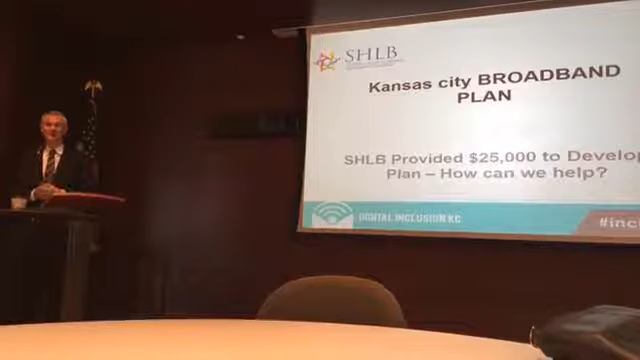 SHLB
Kansas city BROADBAND
PLAN
SHLB Provided $25,000 to Develo
Plan – How can we help?
DIGITAL INCLUSION KC
#inc